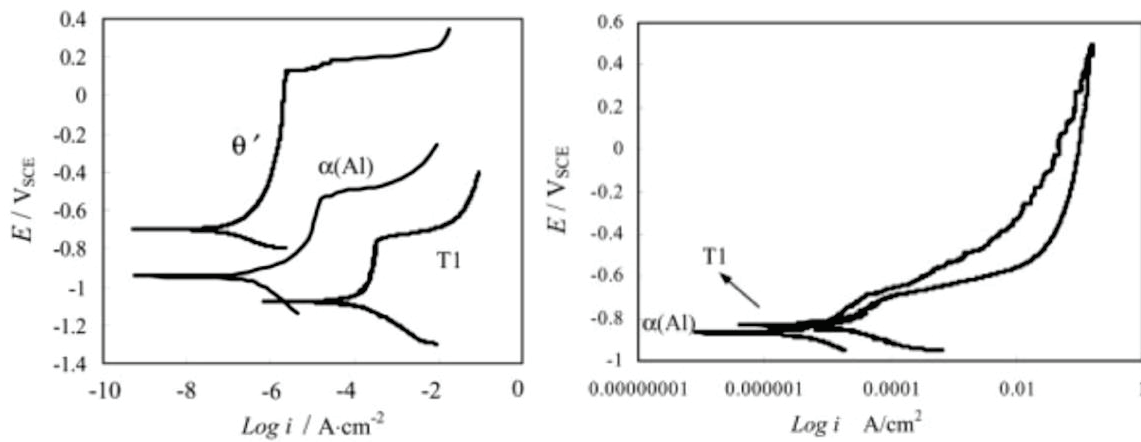 0.4
0.2
0
-0.2
-0.4
-0.6
-0.8
-1
-1.2
-1.4
E / V_SCE
θ′
α(Al)
T1
-10 -8 -6 -4 -2 0
Log i / A·cm⁻²
0.6
0.4
0.2
0
-0.2
-0.4
-0.6
-0.8
-1
E / V_SCE
T1
α(Al)
0.00000001 0.000001 0.0001 0.01 1
Log i A/cm²